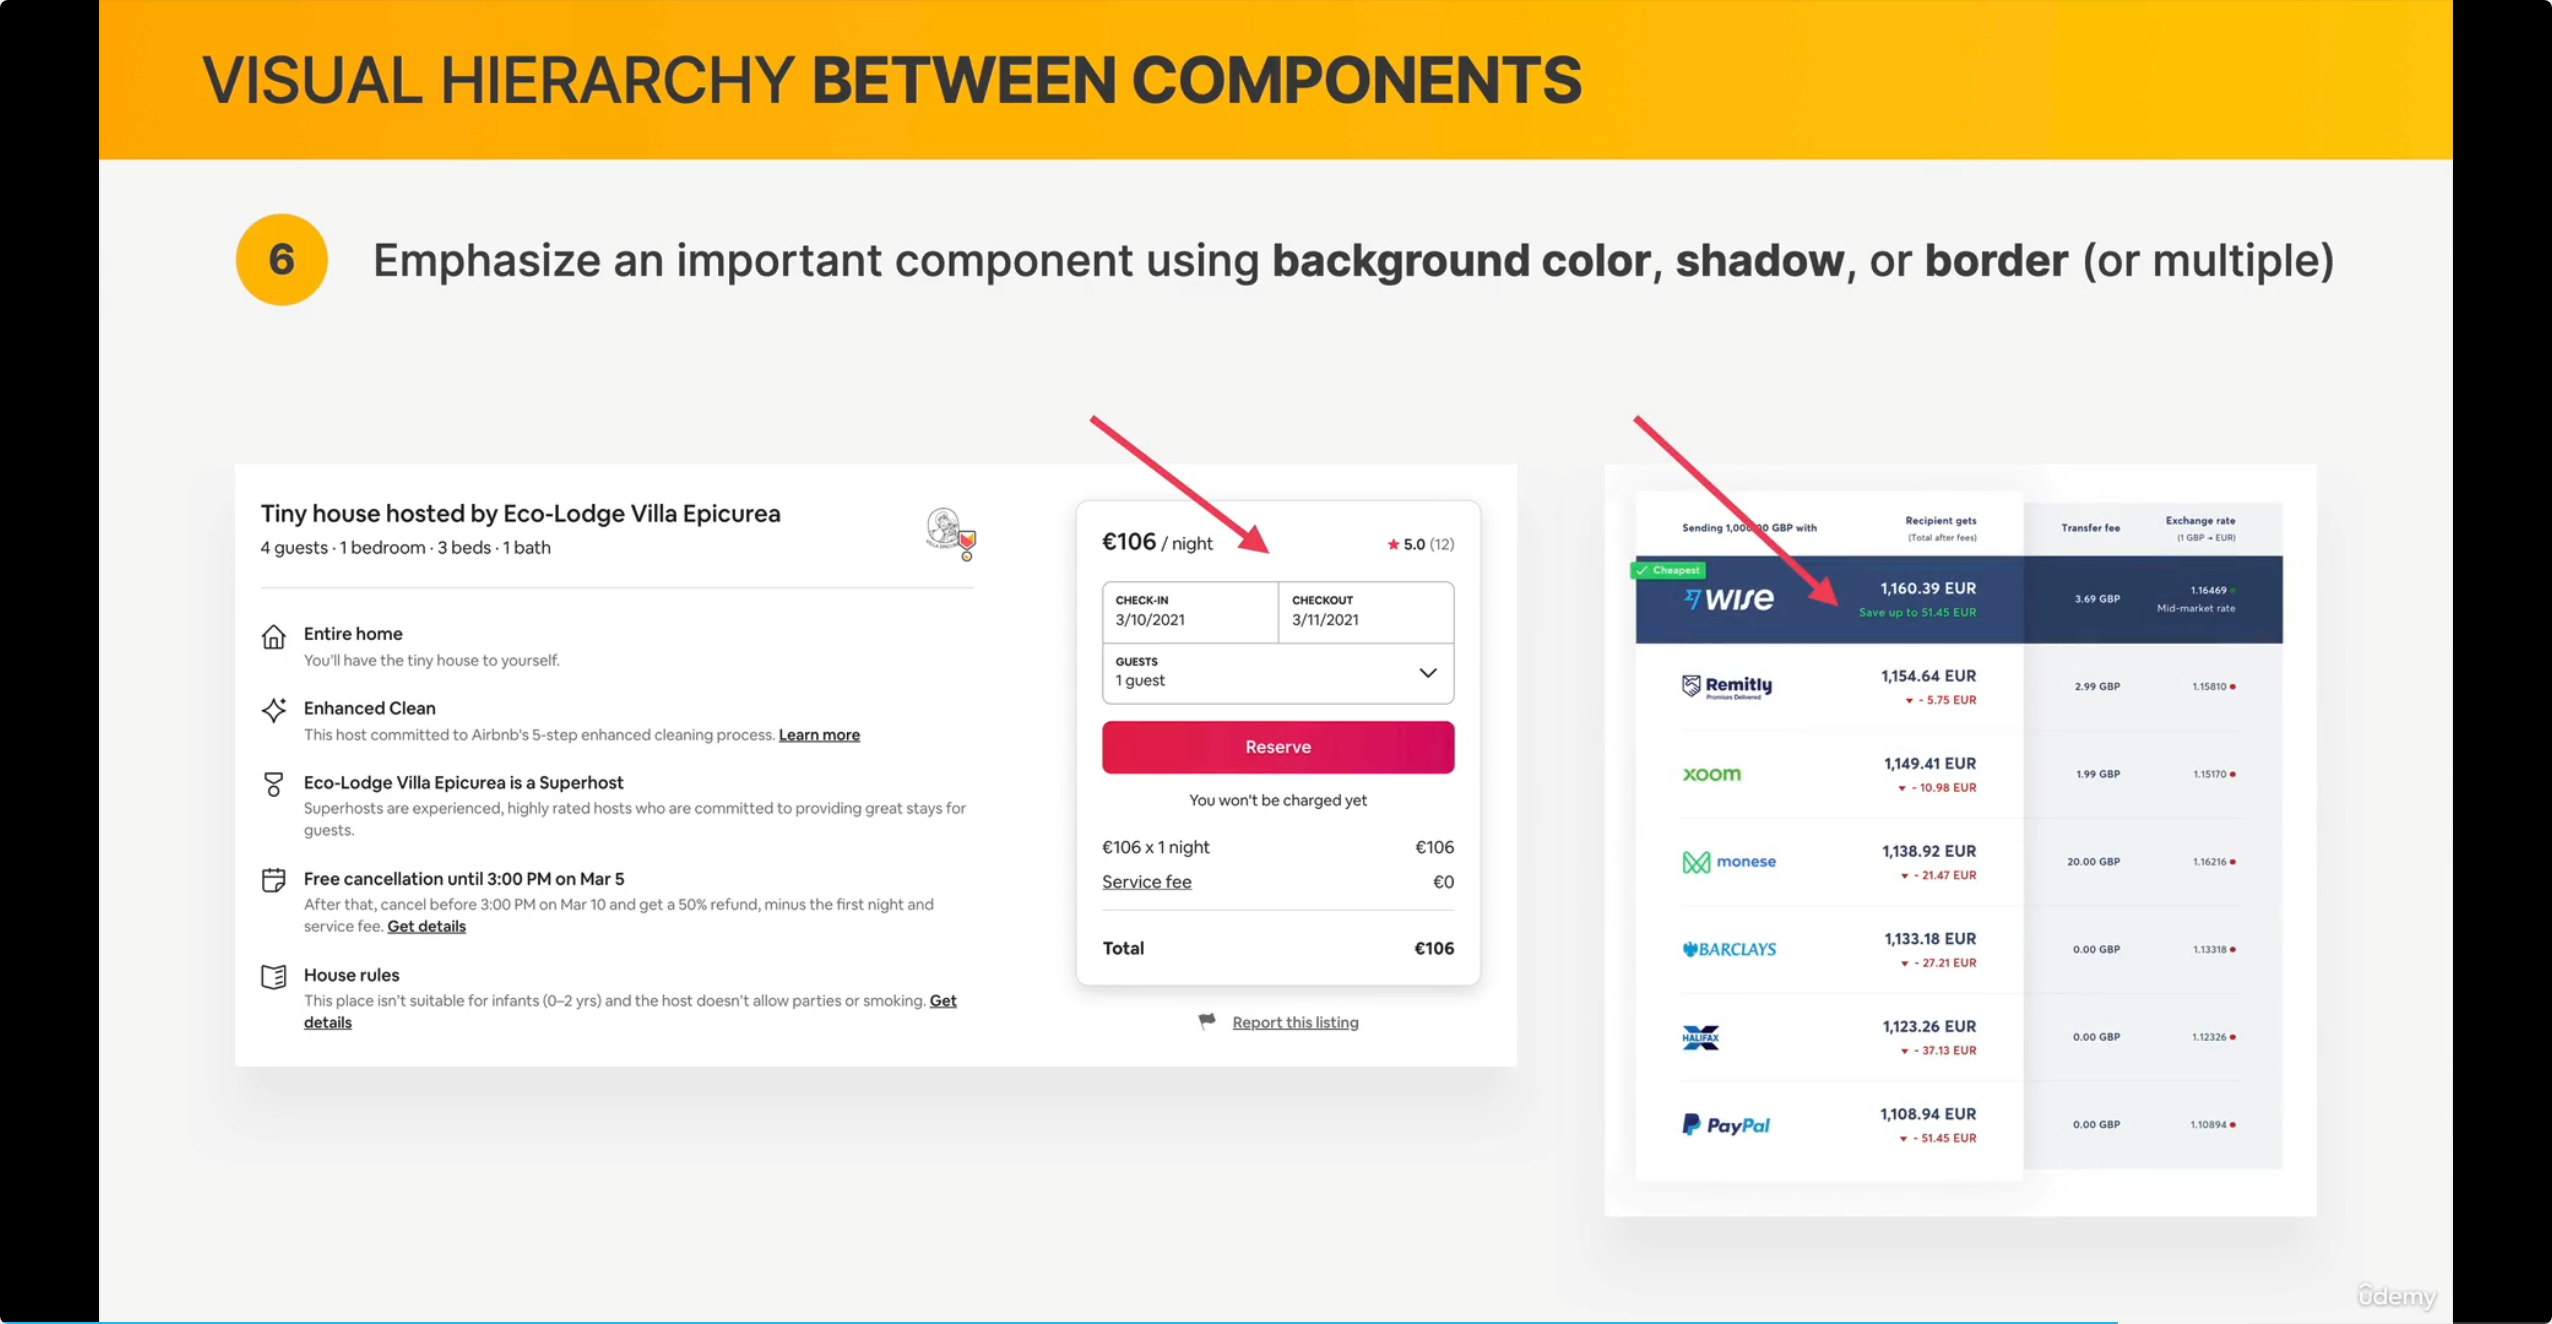 VISUAL HIERARCHY BETWEEN COMPONENTS
6
Emphasize an important component using background color, shadow, or border (or multiple)
Tiny house hosted by Eco-Lodge Villa Epicurea
4 guests · 1 bedroom · 3 beds · 1 bath
Entire home
You'll have the tiny house to yourself.
Enhanced Clean
This host committed to Airbnb's 5-step enhanced cleaning process. Learn more
Eco-Lodge Villa Epicurea is a Superhost
Superhosts are experienced, highly rated hosts who are committed to providing great stays for
guests.
Free cancellation until 3:00 PM on Mar 5
After that, cancel before 3:00 PM on Mar 10 and get a 50% refund, minus the first night and
service fee. Get details
House rules
This place isn't suitable for infants (0–2 yrs) and the host doesn't allow parties or smoking. Get
details
€106 / night
★ 5.0 (12)
CHECK-IN
3/10/2021
CHECKOUT
3/11/2021
GUESTS
1 guest
Reserve
You won't be charged yet
€106 x 1 night €106
Service fee €0
Total €106
Report this listing
Sending 1,000.00 GBP with
Recipient gets
(Total after fees)
Transfer fee
Exchange rate
(1 GBP → EUR)
Cheapest
WISE
1,160.39 EUR
Save up to 51.45 EUR
3.69 GBP
1.16469
Mid-market rate
Remitly
Promises Delivered
1,154.64 EUR
- 5.75 EUR
2.99 GBP
1.15810
xoom
1,149.41 EUR
- 10.98 EUR
1.99 GBP
1.15170
monese
1,138.92 EUR
- 21.47 EUR
20.00 GBP
1.16216
BARCLAYS
1,133.18 EUR
- 27.21 EUR
0.00 GBP
1.13318
HALIFAX
1,123.26 EUR
- 37.13 EUR
0.00 GBP
1.12326
PayPal
1,108.94 EUR
- 51.45 EUR
0.00 GBP
1.10894
ûdemy